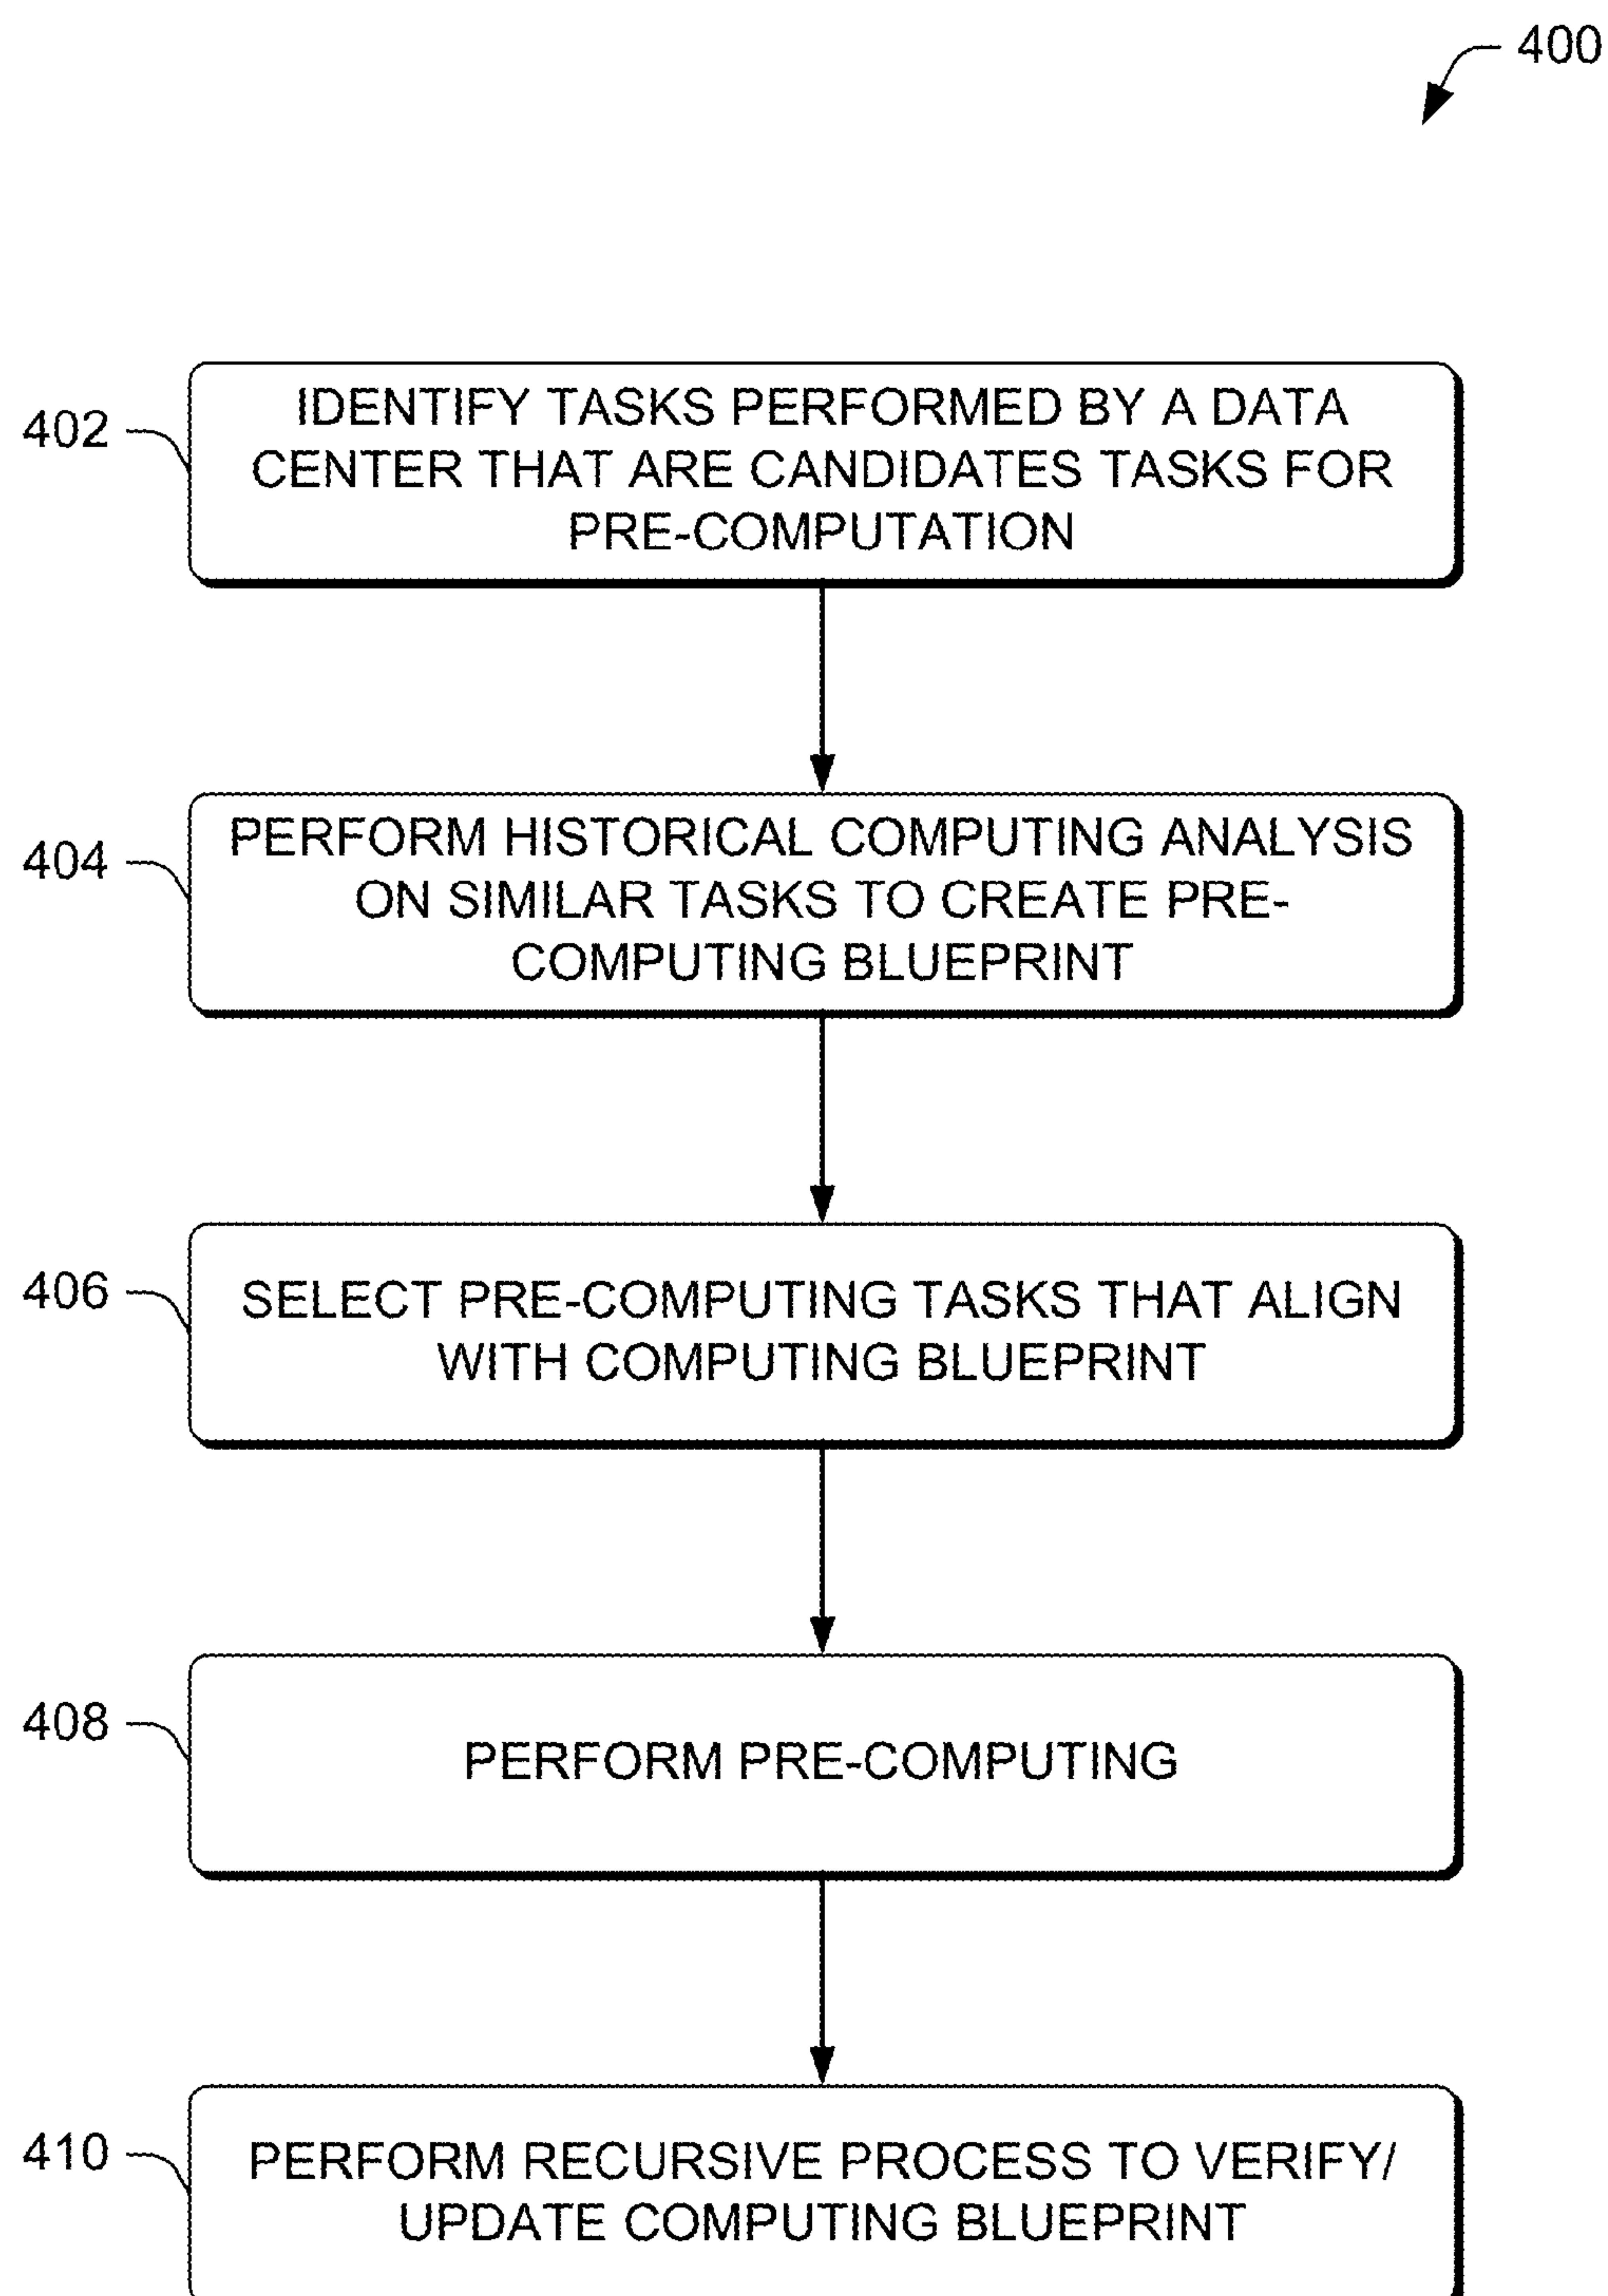 400
402
IDENTIFY TASKS PERFORMED BY A DATA
CENTER THAT ARE CANDIDATES TASKS FOR
PRE-COMPUTATION
404
PERFORM HISTORICAL COMPUTING ANALYSIS
ON SIMILAR TASKS TO CREATE PRE-
COMPUTING BLUEPRINT
406
SELECT PRE-COMPUTING TASKS THAT ALIGN
WITH COMPUTING BLUEPRINT
408
PERFORM PRE-COMPUTING
410
PERFORM RECURSIVE PROCESS TO VERIFY/
UPDATE COMPUTING BLUEPRINT